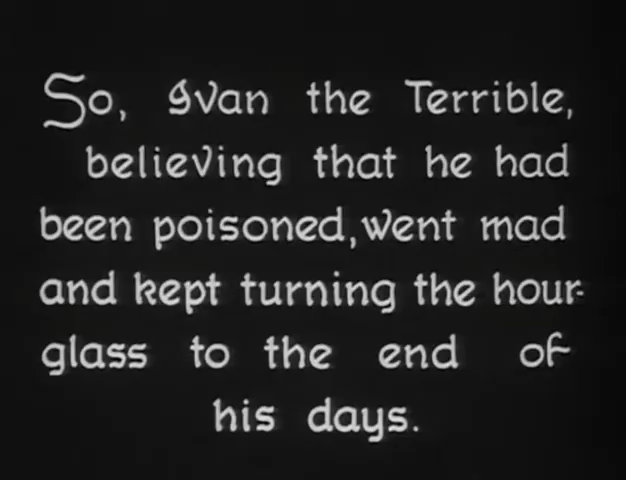 So, Ivan the Terrible,
believing that he had
been poisoned, went mad
and kept turning the hour-
glass to the end of
his days.